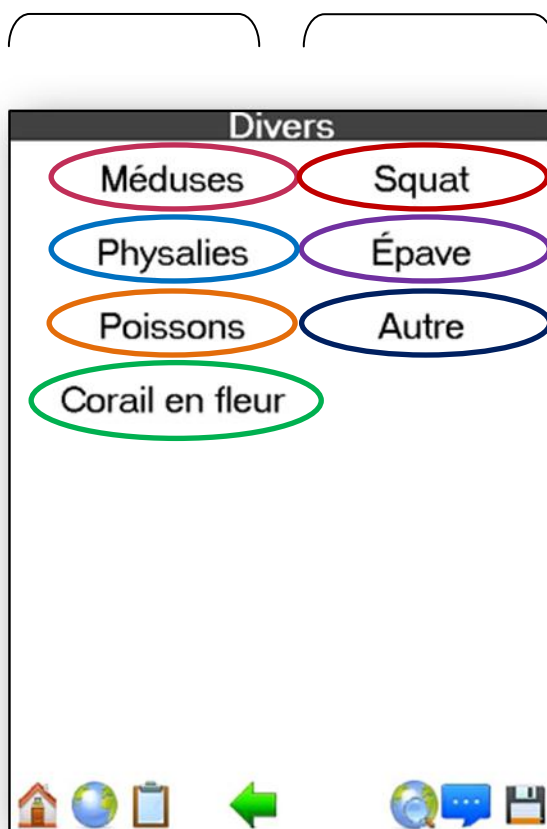 Divers
Méduses Squat
Physalies Épave
Poissons Autre
Corail en fleur